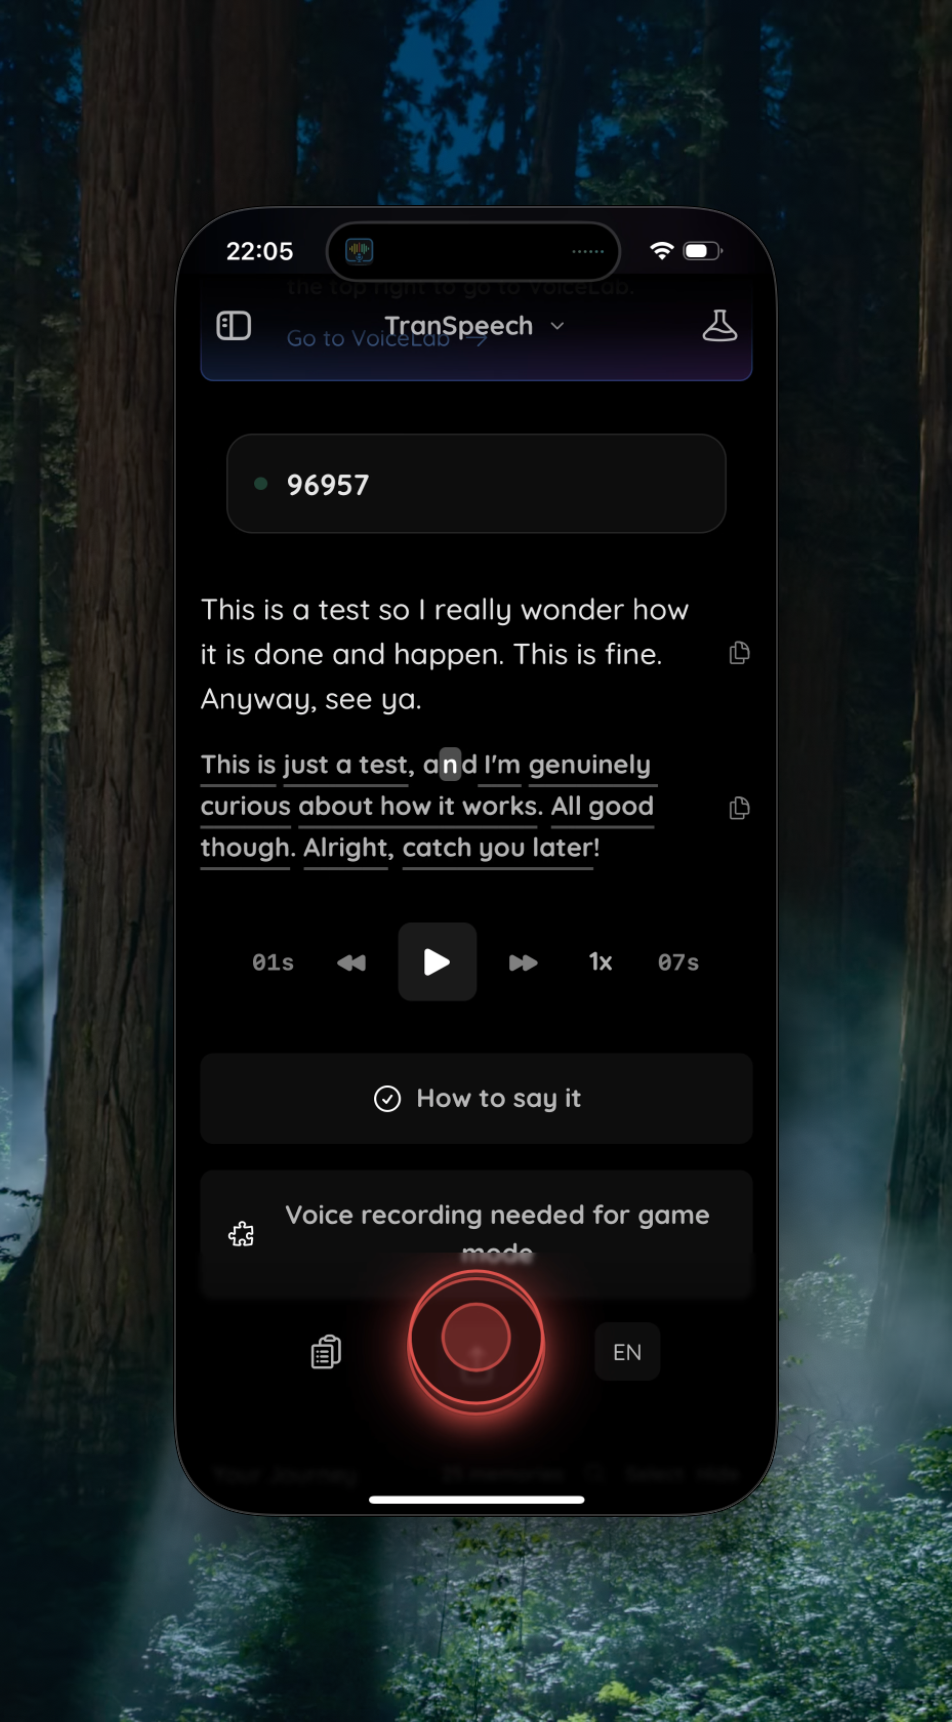 22:05
the top right to go to VoiceLab.
TranSpeech
Go to VoiceLab →
96957
This is a test so I really wonder how
it is done and happen. This is fine.
Anyway, see ya.
This is just a test, and I'm genuinely
curious about how it works. All good
though. Alright, catch you later!
01s 1x 07s
How to say it
Voice recording needed for game
mode
EN
Your Journey